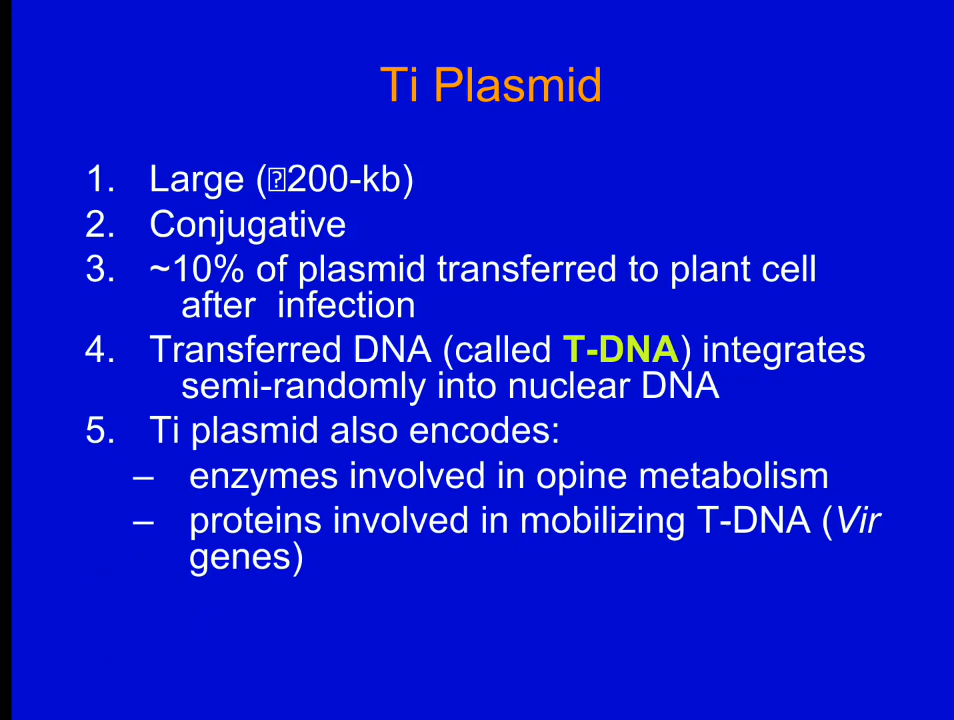 Ti Plasmid
1. Large (⍰200-kb)
2. Conjugative
3. ~10% of plasmid transferred to plant cell
after  infection
4. Transferred DNA (called T-DNA) integrates
semi-randomly into nuclear DNA
5. Ti plasmid also encodes:
– enzymes involved in opine metabolism
– proteins involved in mobilizing T-DNA (Vir
genes)